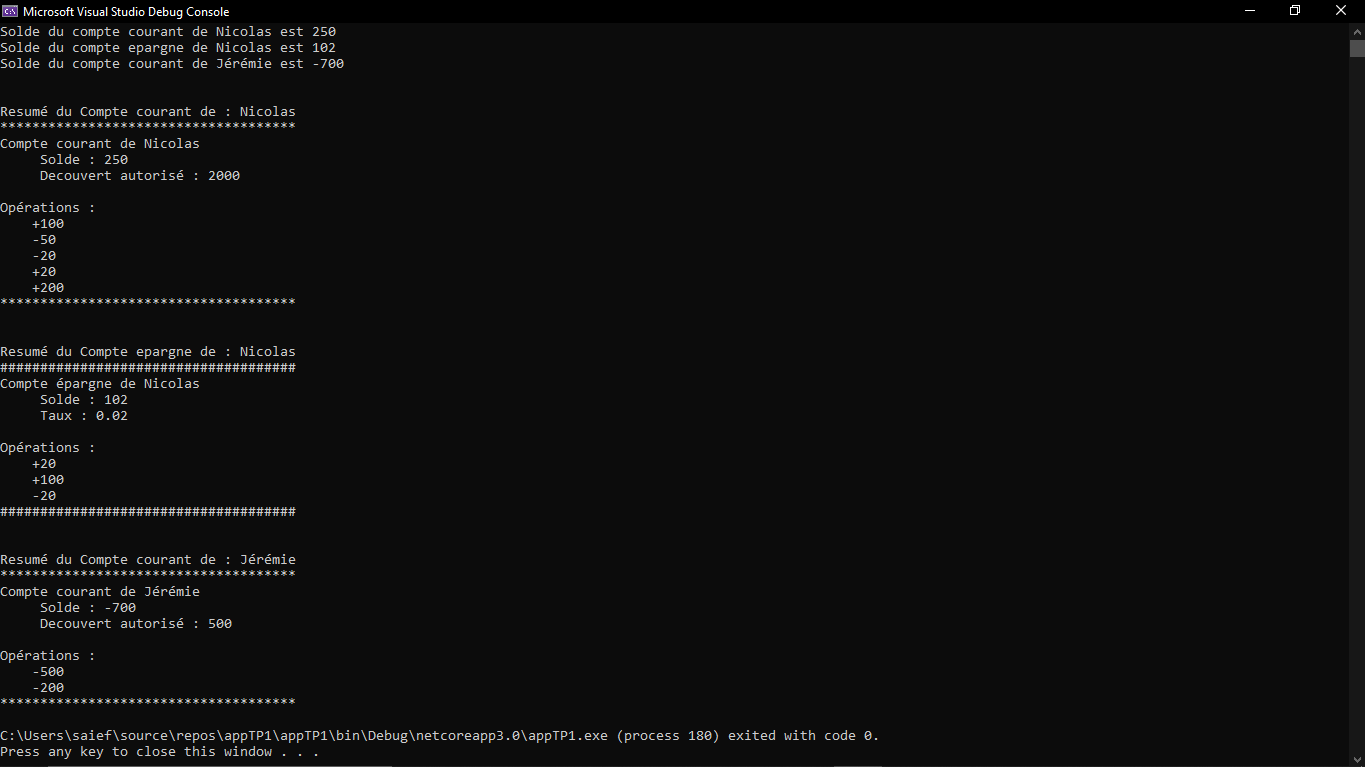 Microsoft Visual Studio Debug Console
Solde du compte courant de Nicolas est 250
Solde du compte epargne de Nicolas est 102
Solde du compte courant de Jérémie est -700
Resumé du Compte courant de : Nicolas
*************************************
Compte courant de Nicolas
     Solde : 250
     Decouvert autorisé : 2000
Opérations :
    +100
    -50
    -20
    +20
    +200
*************************************
Resumé du Compte epargne de : Nicolas
#####################################
Compte épargne de Nicolas
     Solde : 102
     Taux : 0.02
Opérations :
    +20
    +100
    -20
#####################################
Resumé du Compte courant de : Jérémie
*************************************
Compte courant de Jérémie
     Solde : -700
     Decouvert autorisé : 500
Opérations :
    -500
    -200
*************************************
C:\Users\saief\source\repos\appTP1\appTP1\bin\Debug\netcoreapp3.0\appTP1.exe (process 180) exited with code 0.
Press any key to close this window . . .